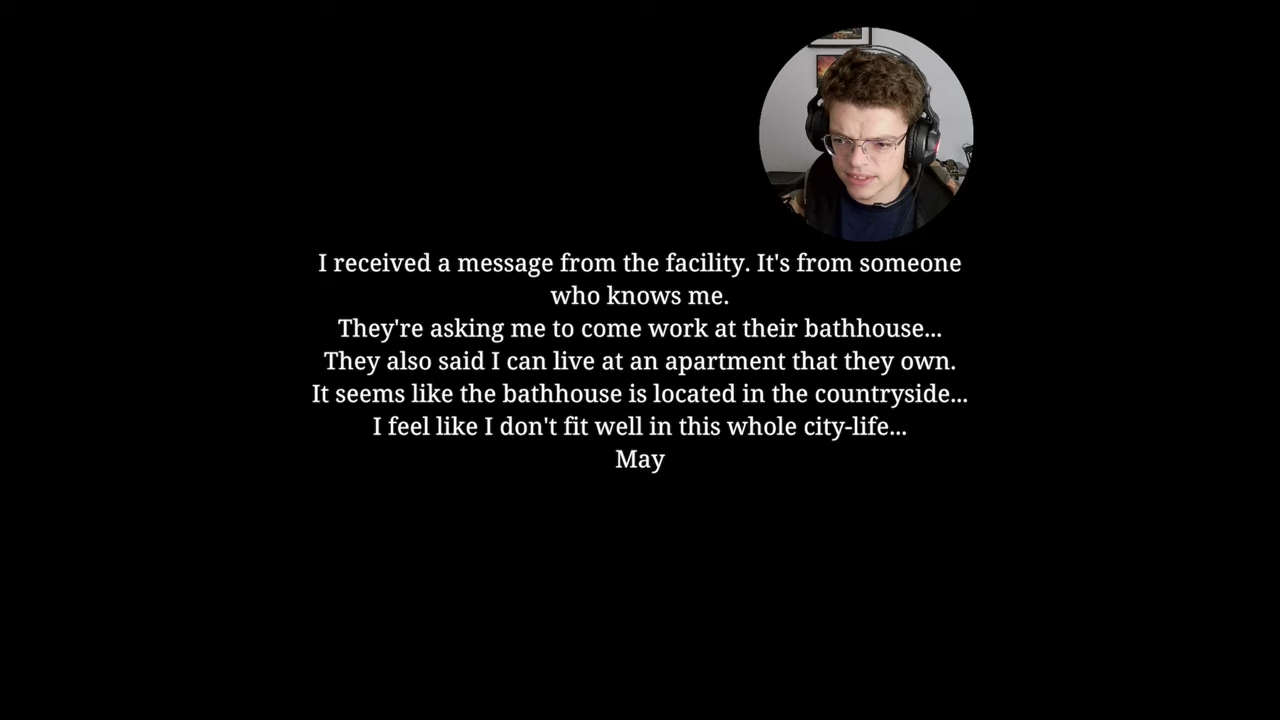 I received a message from the facility. It's from someone
who knows me.
They're asking me to come work at their bathhouse...
They also said I can live at an apartment that they own.
It seems like the bathhouse is located in the countryside...
I feel like I don't fit well in this whole city-life...
May